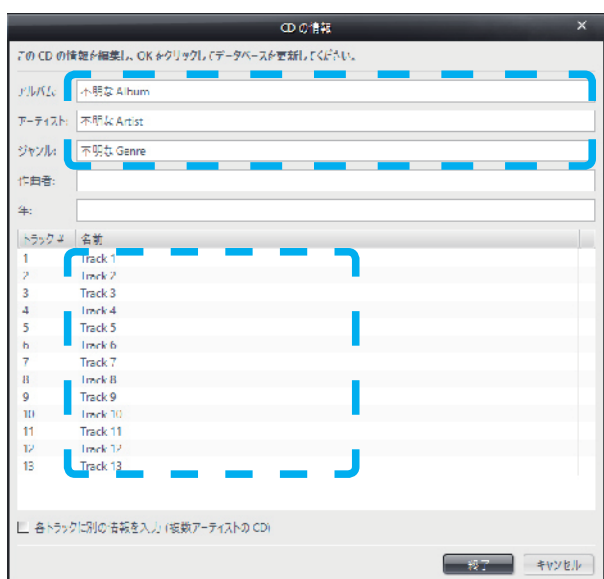 CD の情報
この CD の情報を編集し、OK をクリックしてデータベースを更新してください。
アルバム: 不明な Album
アーティスト: 不明な Artist
ジャンル: 不明な Genre
作曲者:
年:
トラック # 名前
1 Track 1
2 Track 2
3 Track 3
4 Track 4
5 Track 5
6 Track 6
7 Track 7
8 Track 8
9 Track 9
10 Track 10
11 Track 11
12 Track 12
13 Track 13
各トラックに別の情報を入力 (複数アーティストの CD)
終了 キャンセル